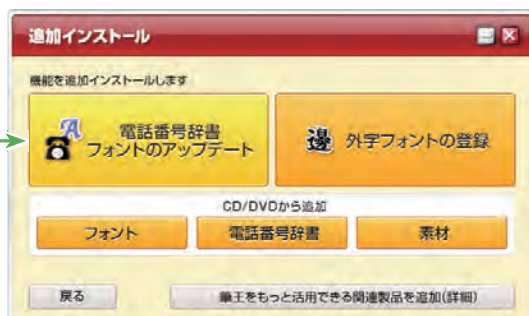 追加インストール
機能を追加インストールします
電話番号辞書
フォントのアップデート
外字フォントの登録
CD/DVDから追加
フォント
電話番号辞書
素材
戻る
筆王をもっと活用できる関連製品を追加(詳細)